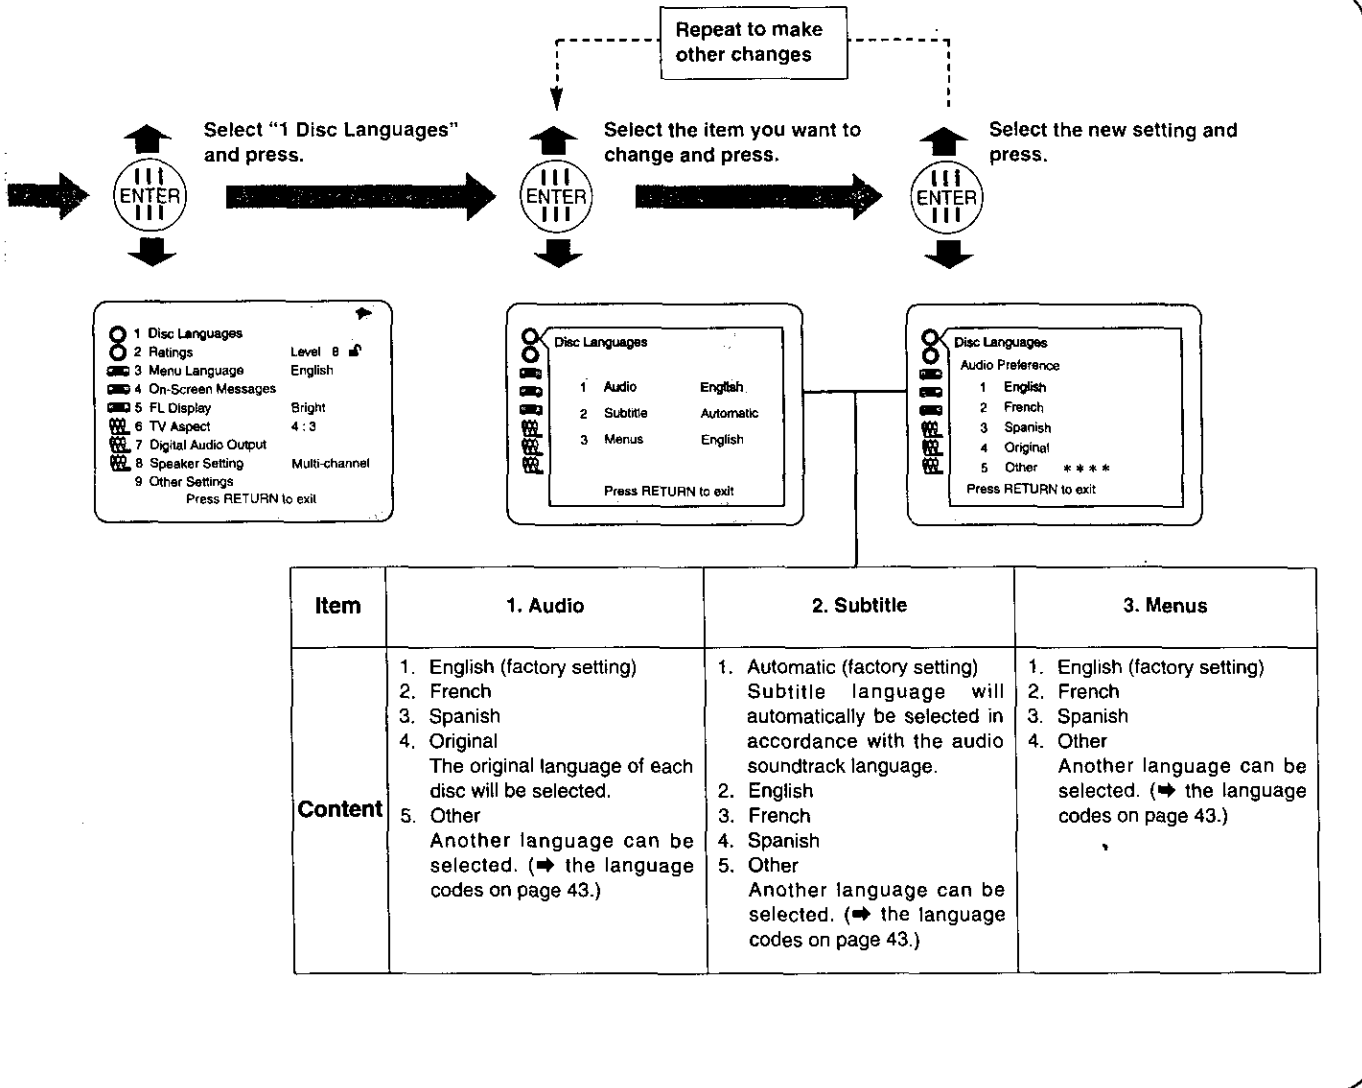 Repeat to make
other changes
Select "1 Disc Languages"
and press.
Select the item you want to
change and press.
Select the new setting and
press.
ENTER
ENTER
ENTER
1 Disc Languages
2 Ratings Level 8
3 Menu Language English
4 On-Screen Messages
5 FL Display Bright
6 TV Aspect 4 : 3
7 Digital Audio Output
8 Speaker Setting Multi-channel
9 Other Settings
Press RETURN to exit
Disc Languages
1 Audio English
2 Subtitle Automatic
3 Menus English
Press RETURN to exit
Disc Languages
Audio Preference
1 English
2 French
3 Spanish
4 Original
5 Other ＊＊＊＊
Press RETURN to exit
Item
1. Audio
2. Subtitle
3. Menus
Content
1. English (factory setting)
2. French
3. Spanish
4. Original
The original language of each
disc will be selected.
5. Other
Another language can be
selected. (➡ the language
codes on page 43.)
1. Automatic (factory setting)
Subtitle language will
automatically be selected in
accordance with the audio
soundtrack language.
2. English
3. French
4. Spanish
5. Other
Another language can be
selected. (➡ the language
codes on page 43.)
1. English (factory setting)
2. French
3. Spanish
4. Other
Another language can be
selected. (➡ the language
codes on page 43.)